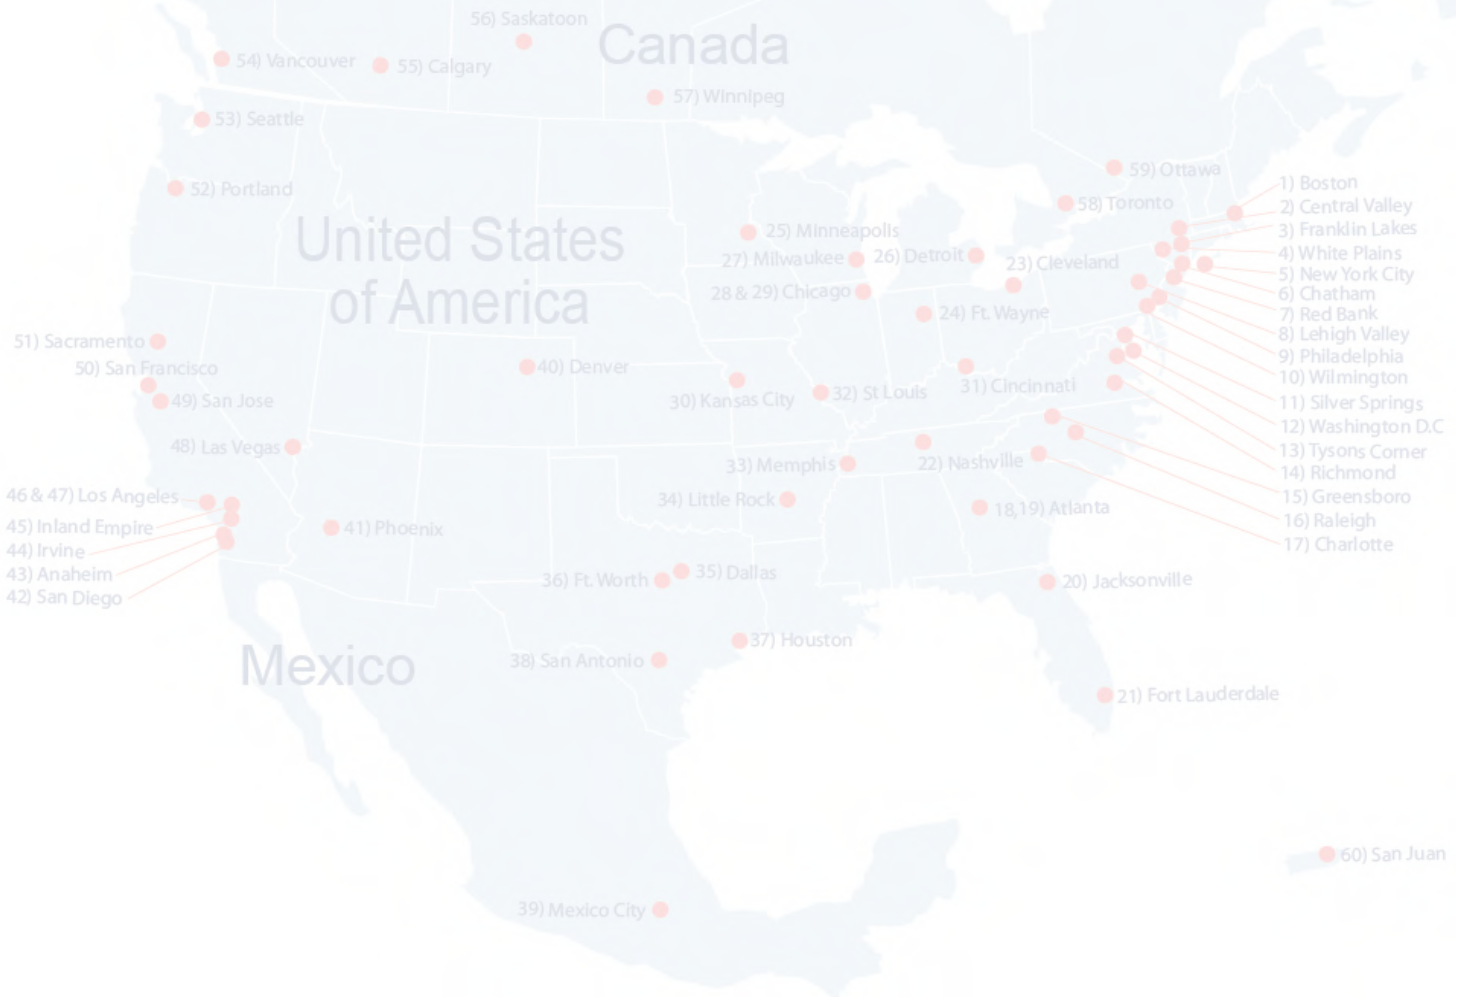 56) Saskatoon
Canada
54) Vancouver
55) Calgary
57) Winnipeg
53) Seattle
59) Ottawa
52) Portland
58) Toronto
1) Boston
2) Central Valley
3) Franklin Lakes
4) White Plains
5) New York City
6) Chatham
7) Red Bank
8) Lehigh Valley
9) Philadelphia
10) Wilmington
11) Silver Springs
12) Washington D.C
13) Tysons Corner
14) Richmond
15) Greensboro
16) Raleigh
17) Charlotte
United States
of America
25) Minneapolis
27) Milwaukee
26) Detroit
23) Cleveland
28 & 29) Chicago
24) Ft. Wayne
51) Sacramento
50) San Francisco
49) San Jose
40) Denver
30) Kansas City
32) St Louis
31) Cincinnati
48) Las Vegas
33) Memphis
22) Nashville
34) Little Rock
18,19) Atlanta
46 & 47) Los Angeles
45) Inland Empire
44) Irvine
43) Anaheim
42) San Diego
41) Phoenix
36) Ft. Worth
35) Dallas
20) Jacksonville
37) Houston
38) San Antonio
Mexico
21) Fort Lauderdale
60) San Juan
39) Mexico City